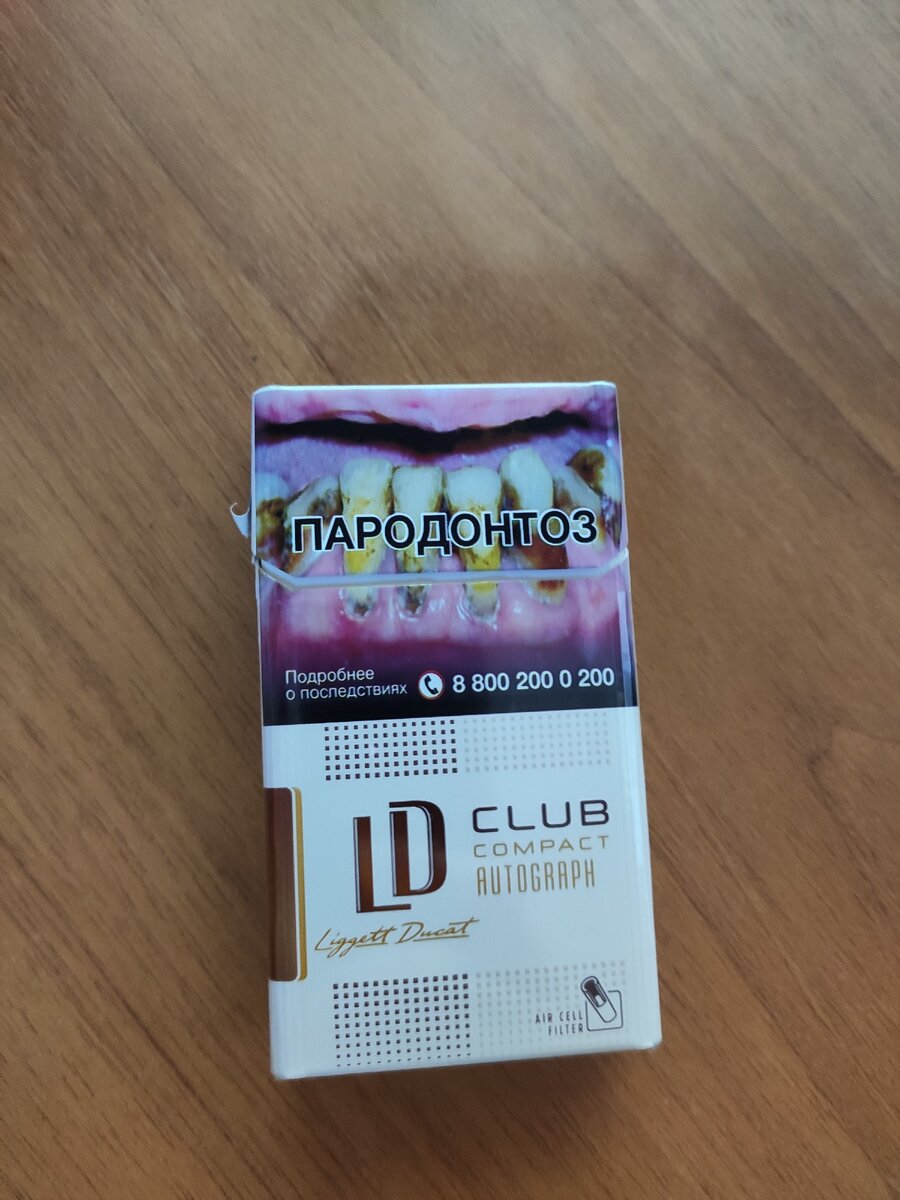 ПАРОДОНТОЗ
Подробнее
о последствиях
8 800 200 0 200
LD
CLUB
COMPACT
AUTOGRAPH
Liggett Ducat
AIR CELL
FILTER